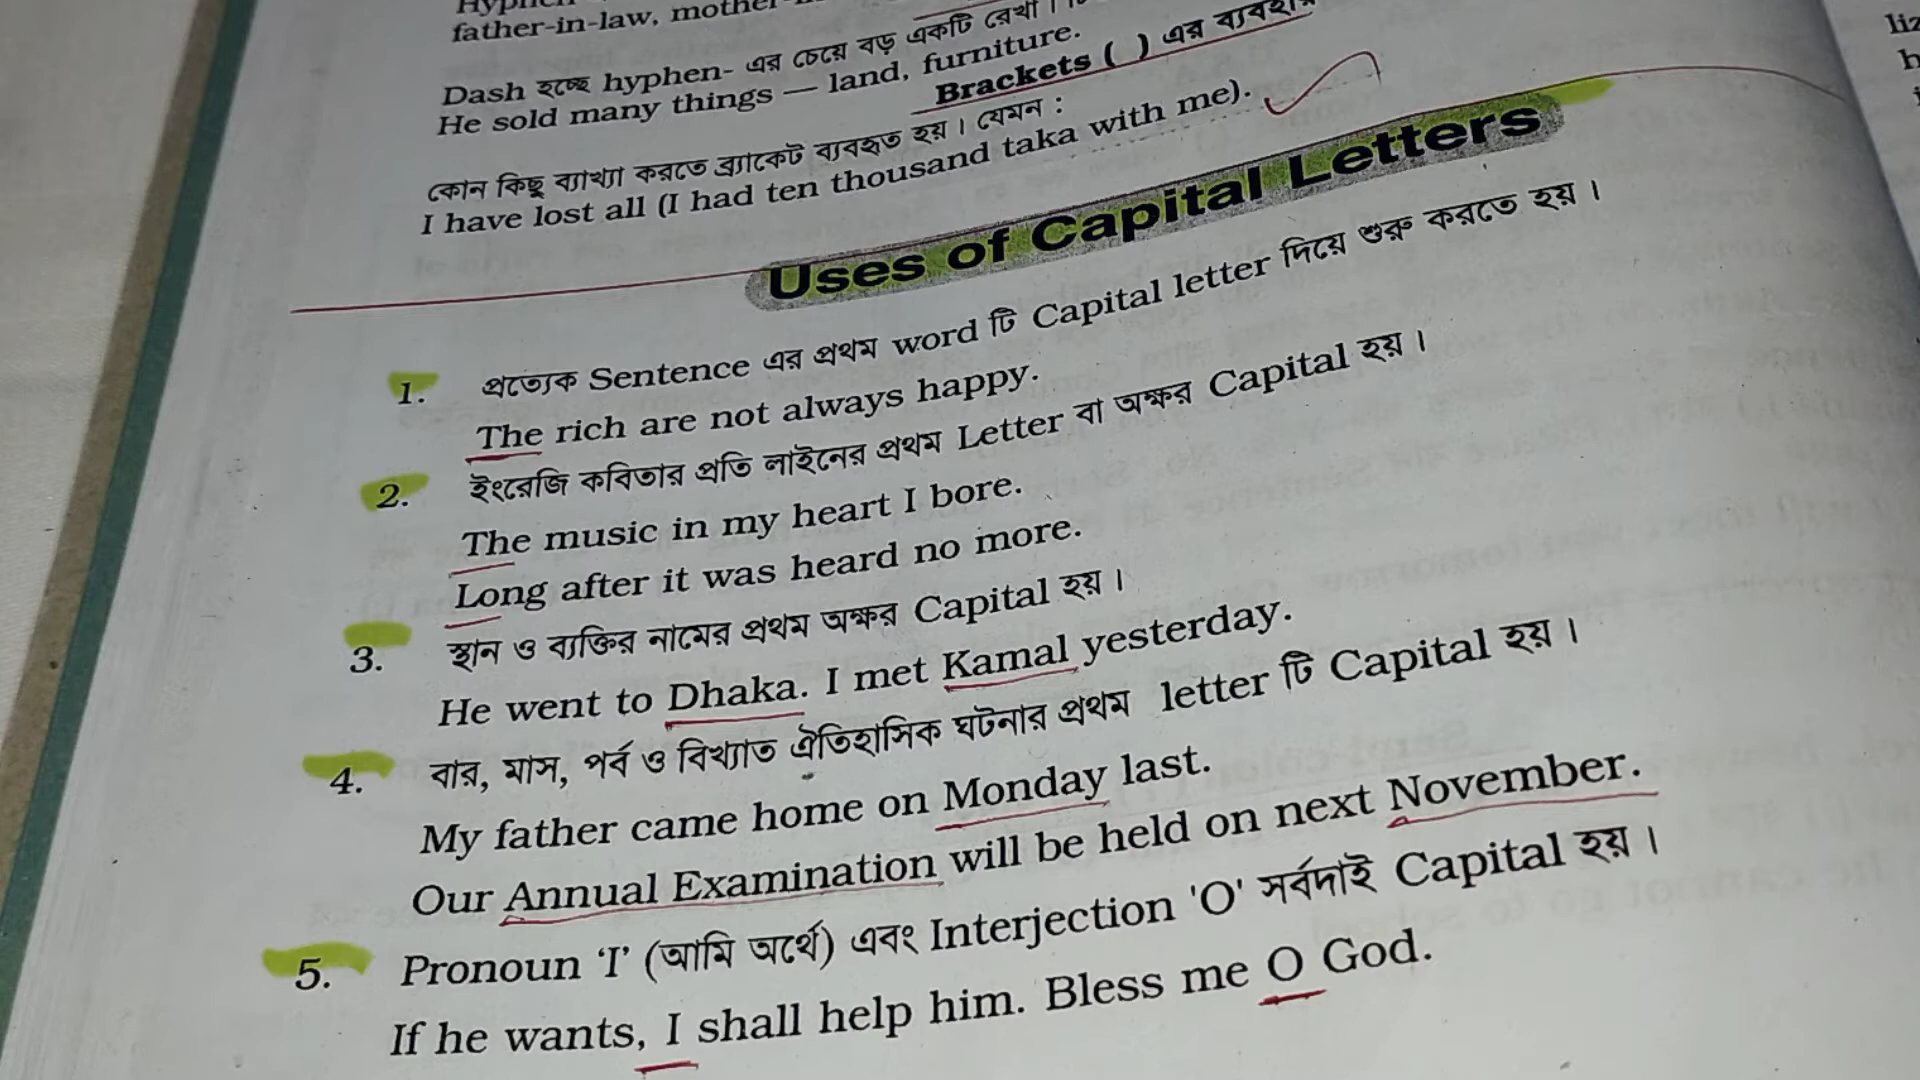 father-in-law,
Dash হচ্ছে hyphen- এর চেয়ে বড় একটি রেখা।
He sold many things — land, furniture.
Brackets ( ) এর ব্যবহার
কোন কিছু ব্যাখ্যা করতে ব্র্যাকেট ব্যবহৃত হয়। যেমন :
I have lost all (I had ten thousand taka with me).
Uses of Capital Letters
1. প্রত্যেক Sentence এর প্রথম word টি Capital letter দিয়ে শুরু করতে হয়।
The rich are not always happy.
2. ইংরেজি কবিতার প্রতি লাইনের প্রথম Letter বা অক্ষর Capital হয়।
The music in my heart I bore.
Long after it was heard no more.
3. স্থান ও ব্যক্তির নামের প্রথম অক্ষর Capital হয়।
He went to Dhaka. I met Kamal yesterday.
4. বার, মাস, পর্ব ও বিখ্যাত ঐতিহাসিক ঘটনার প্রথম letter টি Capital হয়।
My father came home on Monday last.
Our Annual Examination will be held on next November.
5. Pronoun ‘I’ (আমি অর্থে) এবং Interjection 'O' সর্বদাই Capital হয়।
If he wants, I shall help him. Bless me O God.